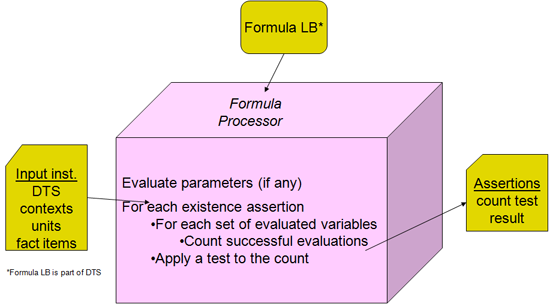 Formula LB*
Formula
Processor
Input inst.
DTS
contexts
units
fact items
Evaluate parameters (if any)
For each existence assertion
•For each set of evaluated variables
•Count successful evaluations
•Apply a test to the count
Assertions
count test
result
*Formula LB is part of DTS